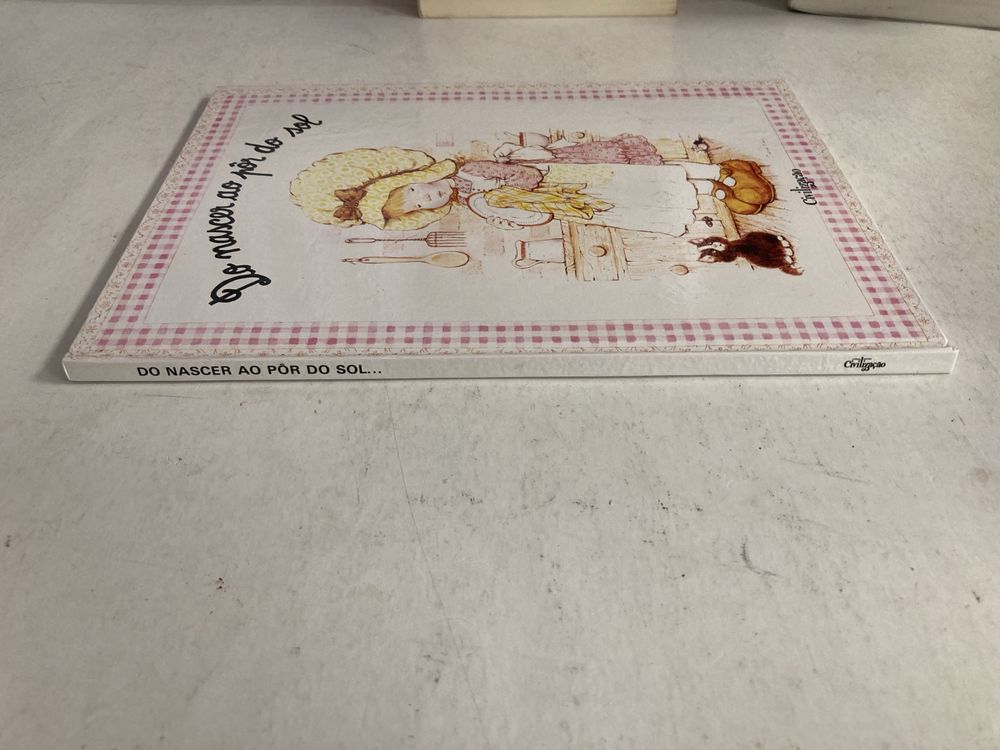 Do nascer ao pôr do sol
Civilização
DO NASCER AO PÔR DO SOL...
Civilização